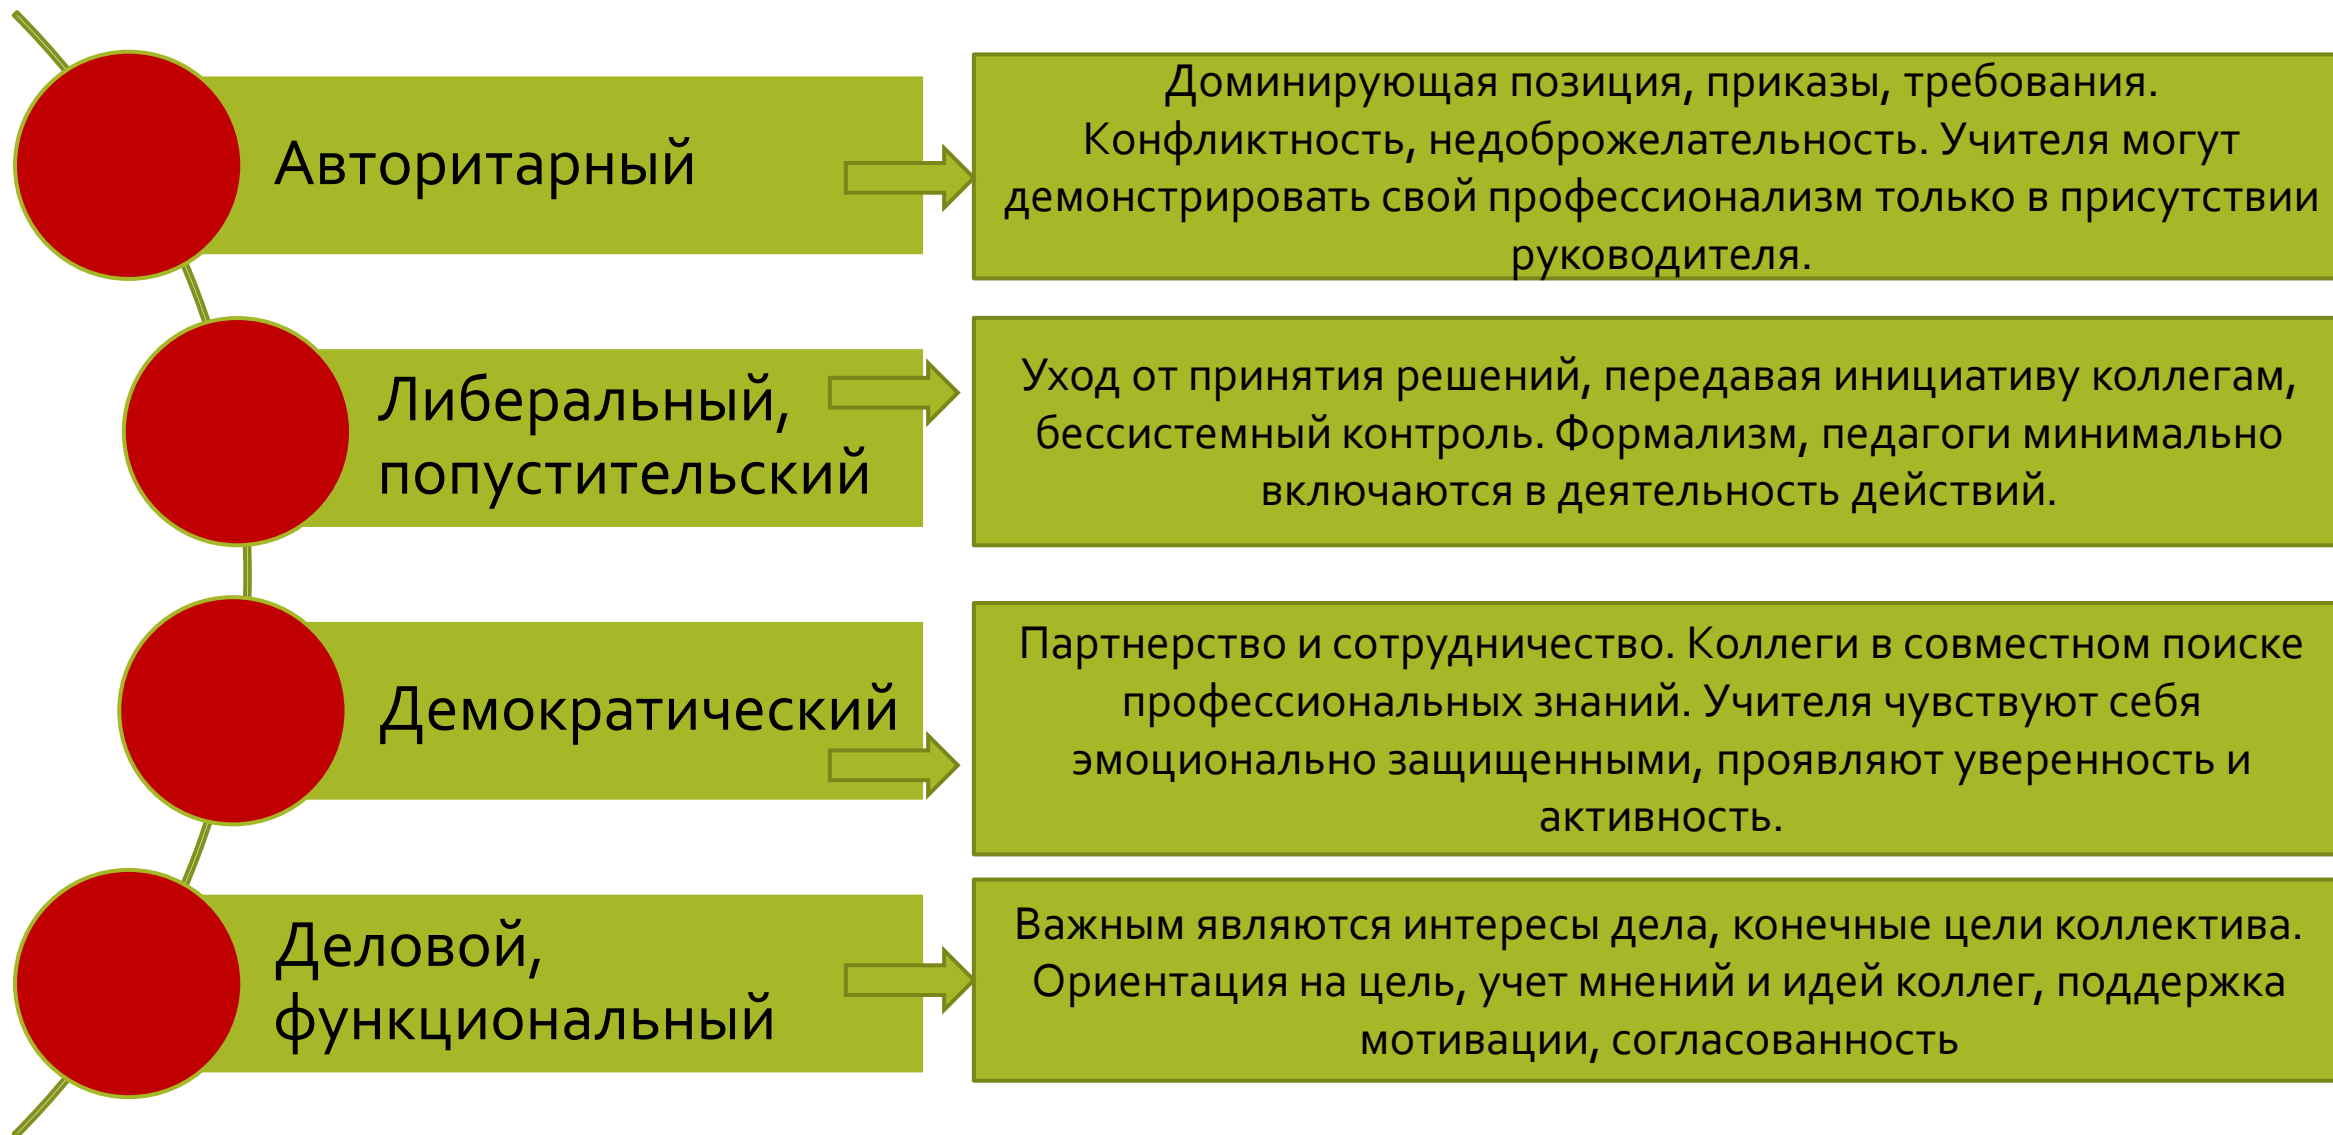 Авторитарный
Доминирующая позиция, приказы, требования.
Конфликтность, недоброжелательность. Учителя могут
демонстрировать свой профессионализм только в присутствии
руководителя.
Либеральный,
попустительский
Уход от принятия решений, передавая инициативу коллегам,
бессистемный контроль. Формализм, педагоги минимально
включаются в деятельность действий.
Демократический
Партнерство и сотрудничество. Коллеги в совместном поиске
профессиональных знаний. Учителя чувствуют себя
эмоционально защищенными, проявляют уверенность и
активность.
Деловой,
функциональный
Важным являются интересы дела, конечные цели коллектива.
Ориентация на цель, учет мнений и идей коллег, поддержка
мотивации, согласованность